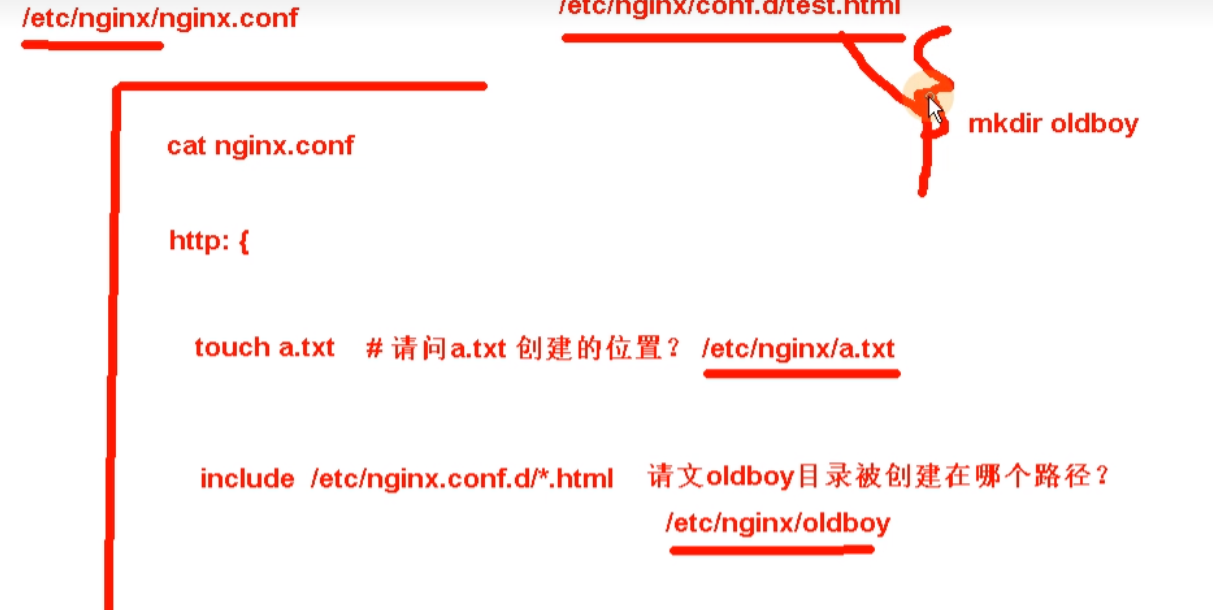 /etc/nginx/nginx.conf
/etc/nginx/conf.d/test.html
mkdir oldboy
cat nginx.conf
http: {
touch a.txt # 请问a.txt 创建的位置? /etc/nginx/a.txt
include /etc/nginx.conf.d/*.html 请文oldboy目录被创建在哪个路径?
/etc/nginx/oldboy